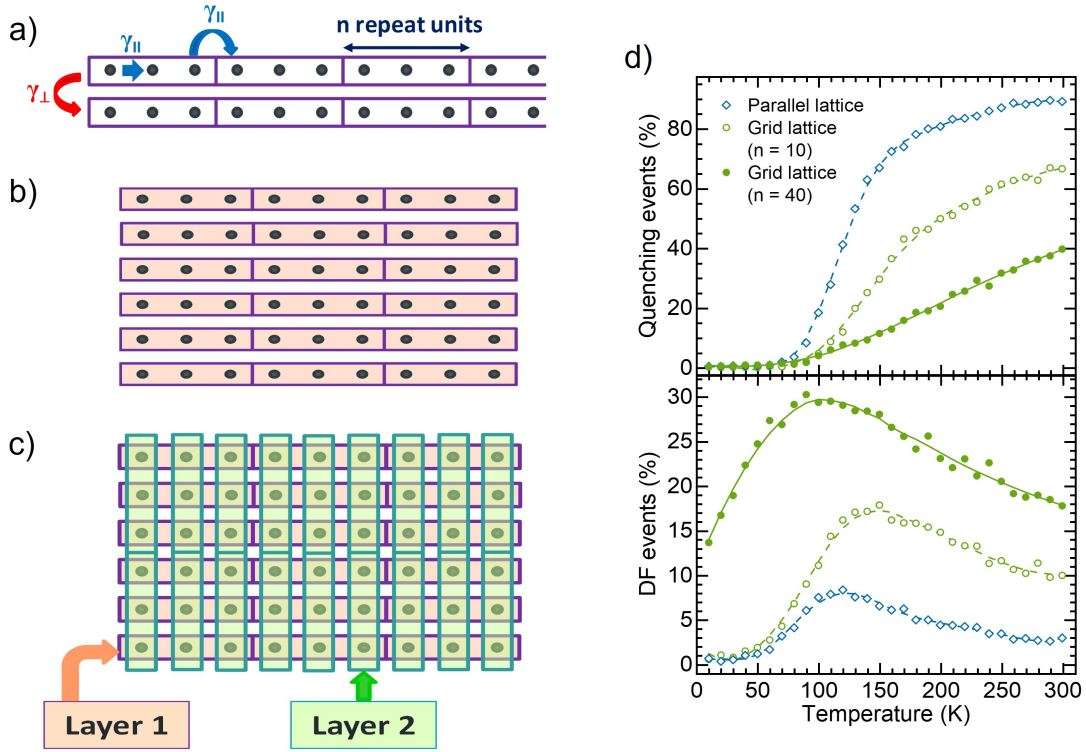 a)
γ||
γ||
n repeat units
γ⊥
b)
c)
Layer 1
Layer 2
d)
Parallel lattice
Grid lattice
(n = 10)
Grid lattice
(n = 40)
Quenching events (%)
80
60
40
20
0
DF events (%)
30
25
20
15
10
5
0
0 50 100 150 200 250 300
Temperature (K)